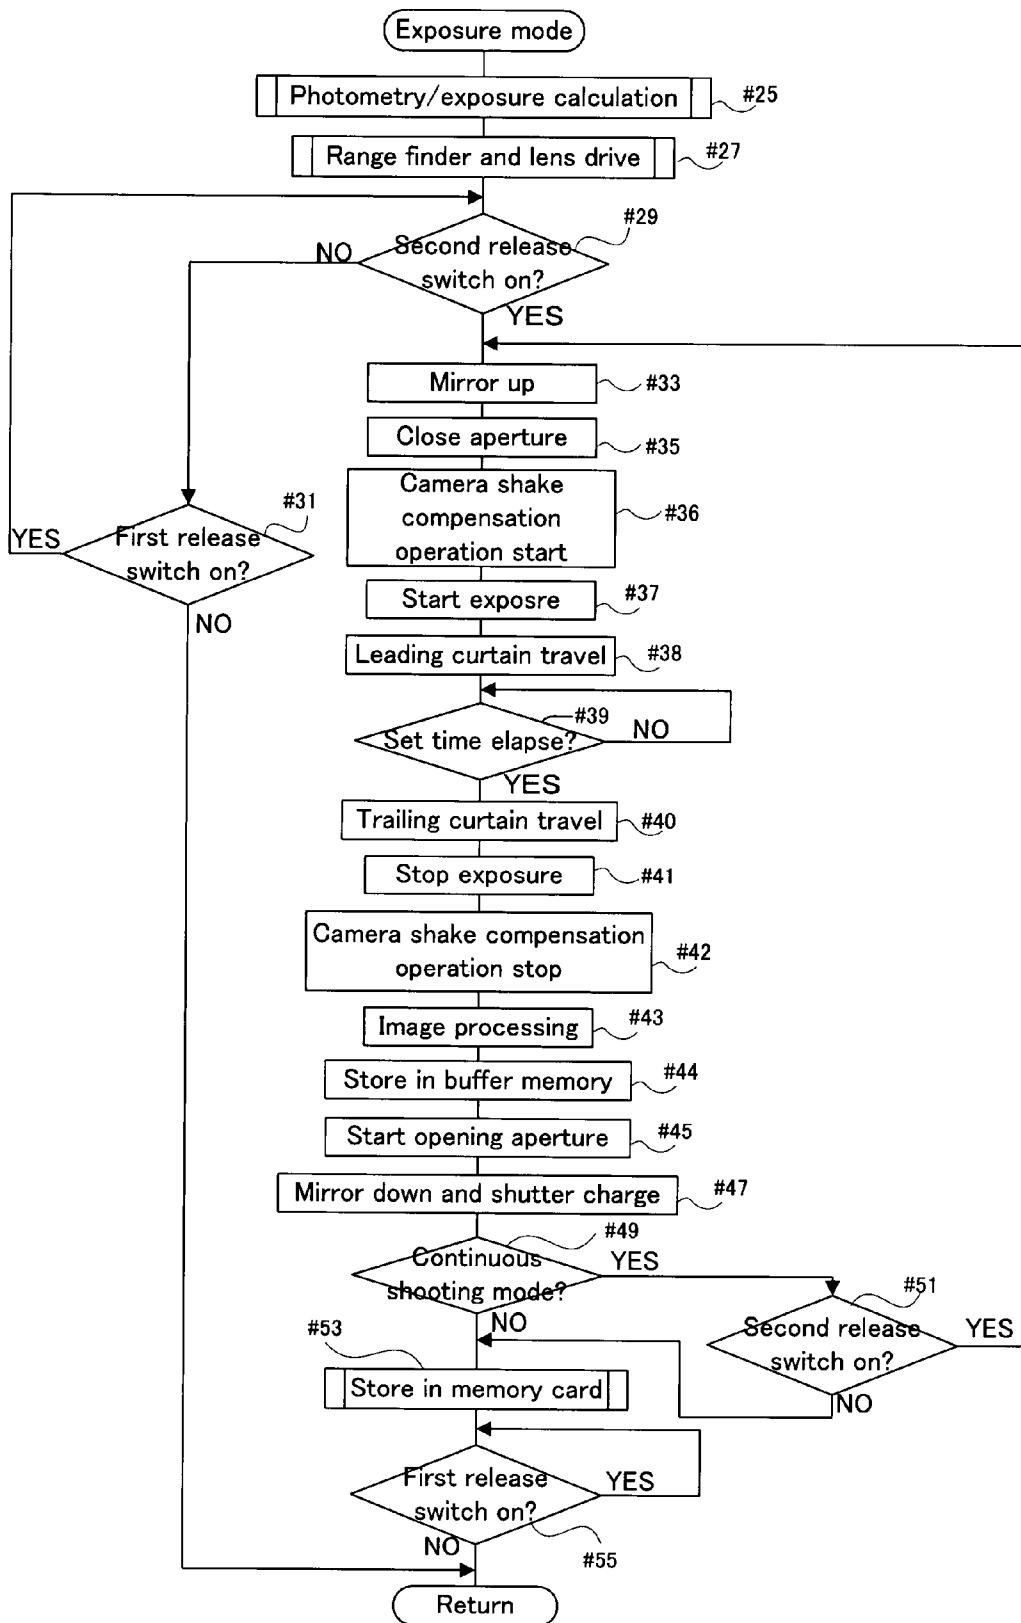 Exposure mode
Photometry/exposure calculation
#25
Range finder and lens drive
#27
#29
Second release
switch on?
NO
YES
Mirror up
#33
Close aperture
#35
Camera shake
compensation
operation start
#36
#31
First release
switch on?
YES
NO
Start exposre
#37
Leading curtain travel
#38
#39
Set time elapse?
NO
YES
Trailing curtain travel
#40
Stop exposure
#41
Camera shake compensation
operation stop
#42
Image processing
#43
Store in buffer memory
#44
Start opening aperture
#45
Mirror down and shutter charge
#47
#49
Continuous
shooting mode?
YES
NO
#51
Second release
switch on?
YES
NO
#53
Store in memory card
First release
switch on?
YES
NO
#55
Return